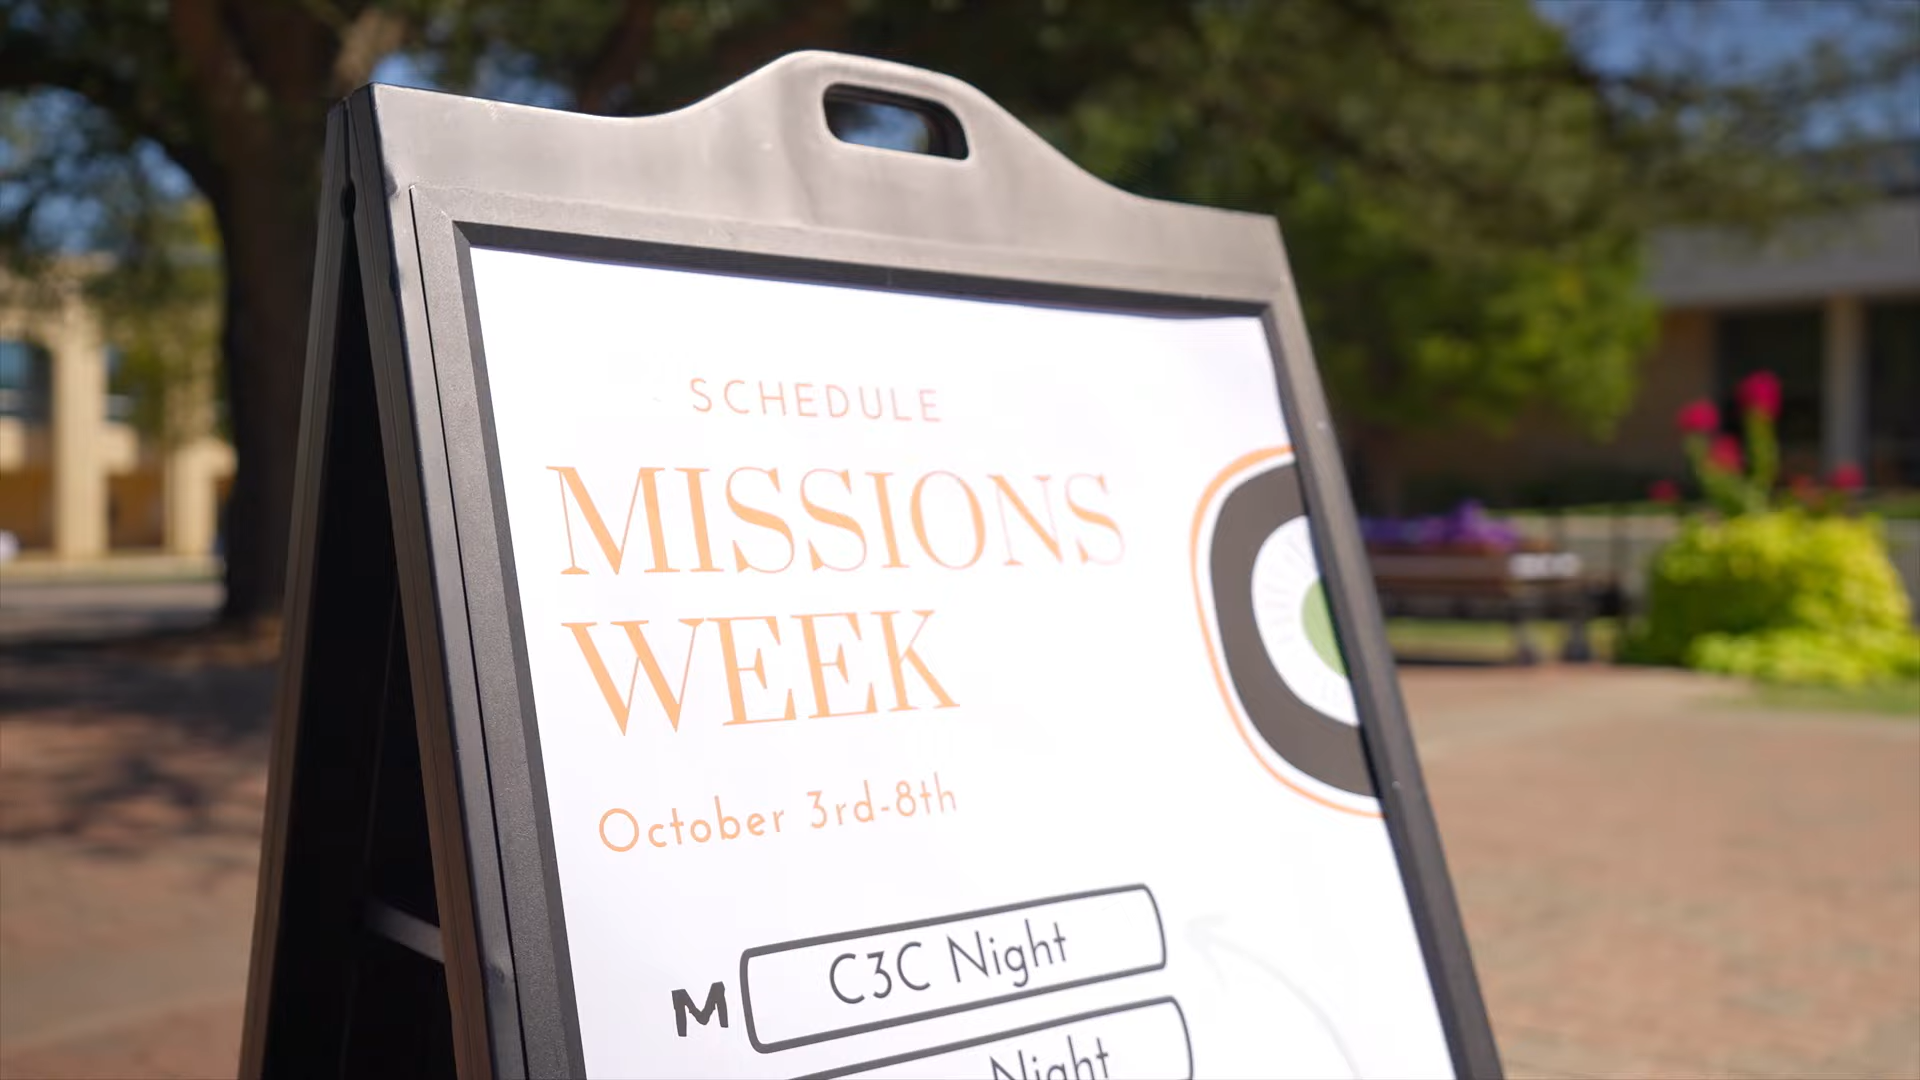 SCHEDULE
MISSIONS
WEEK
October 3rd-8th
M C3C Night
Night